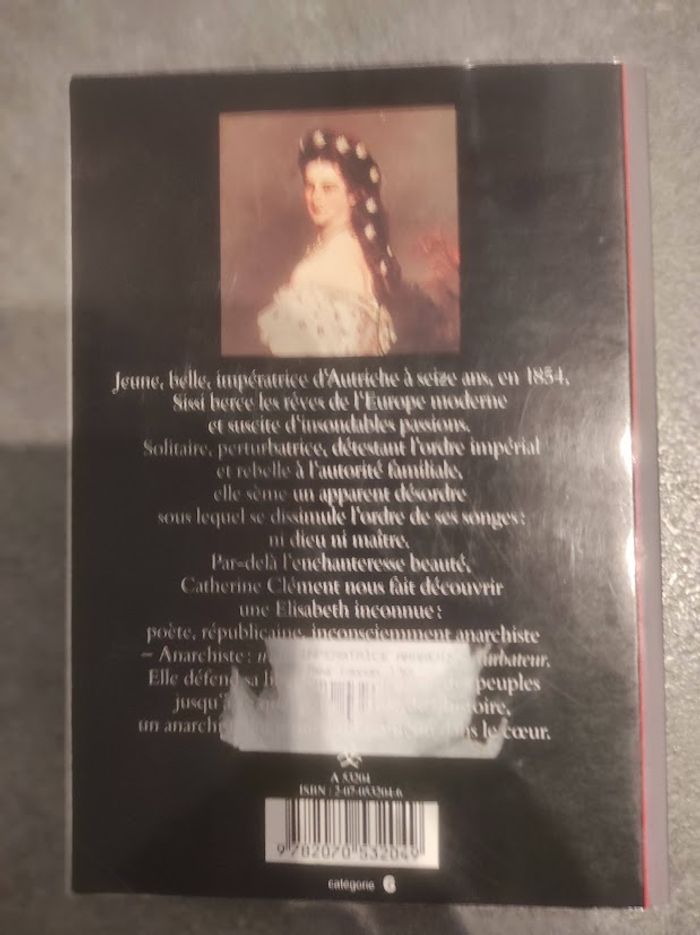 Jeune, belle, impératrice d'Autriche à seize ans, en 1854,
Sissi berce les rêves de l'Europe moderne
et suscite d'insondables passions.
Solitaire, perturbatrice, détestant l'ordre impérial
et rebelle à l'autorité familiale,
elle sème un apparent désordre
sous lequel se dissimule l'ordre de ses songes :
ni dieu ni maître.
Par-delà l'enchanteresse beauté,
Catherine Clément nous fait découvrir
une Elisabeth inconnue :
poète, républicaine, inconsciemment anarchiste
– Anarchiste :
Elle défend sa peuples
jusqu'à
un le cœur.
A 53204
ISBN : 2-07-053204-6
9 782070 532049
catégorie 6